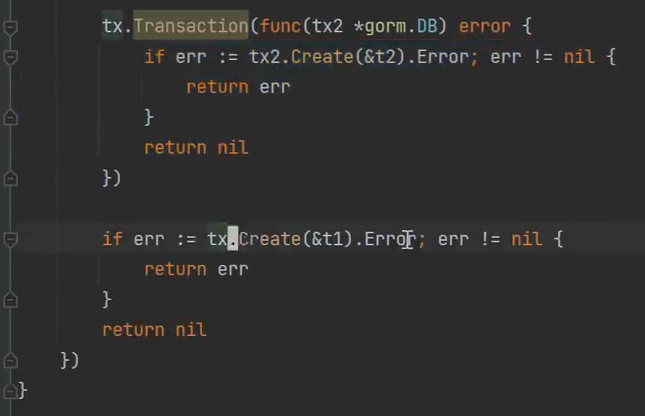 tx.Transaction(func(tx2 *gorm.DB) error {
if err := tx2.Create(&t2).Error; err != nil {
return err
}
return nil
})
if err := tx.Create(&t1).Error; err != nil {
return err
}
return nil
})
}